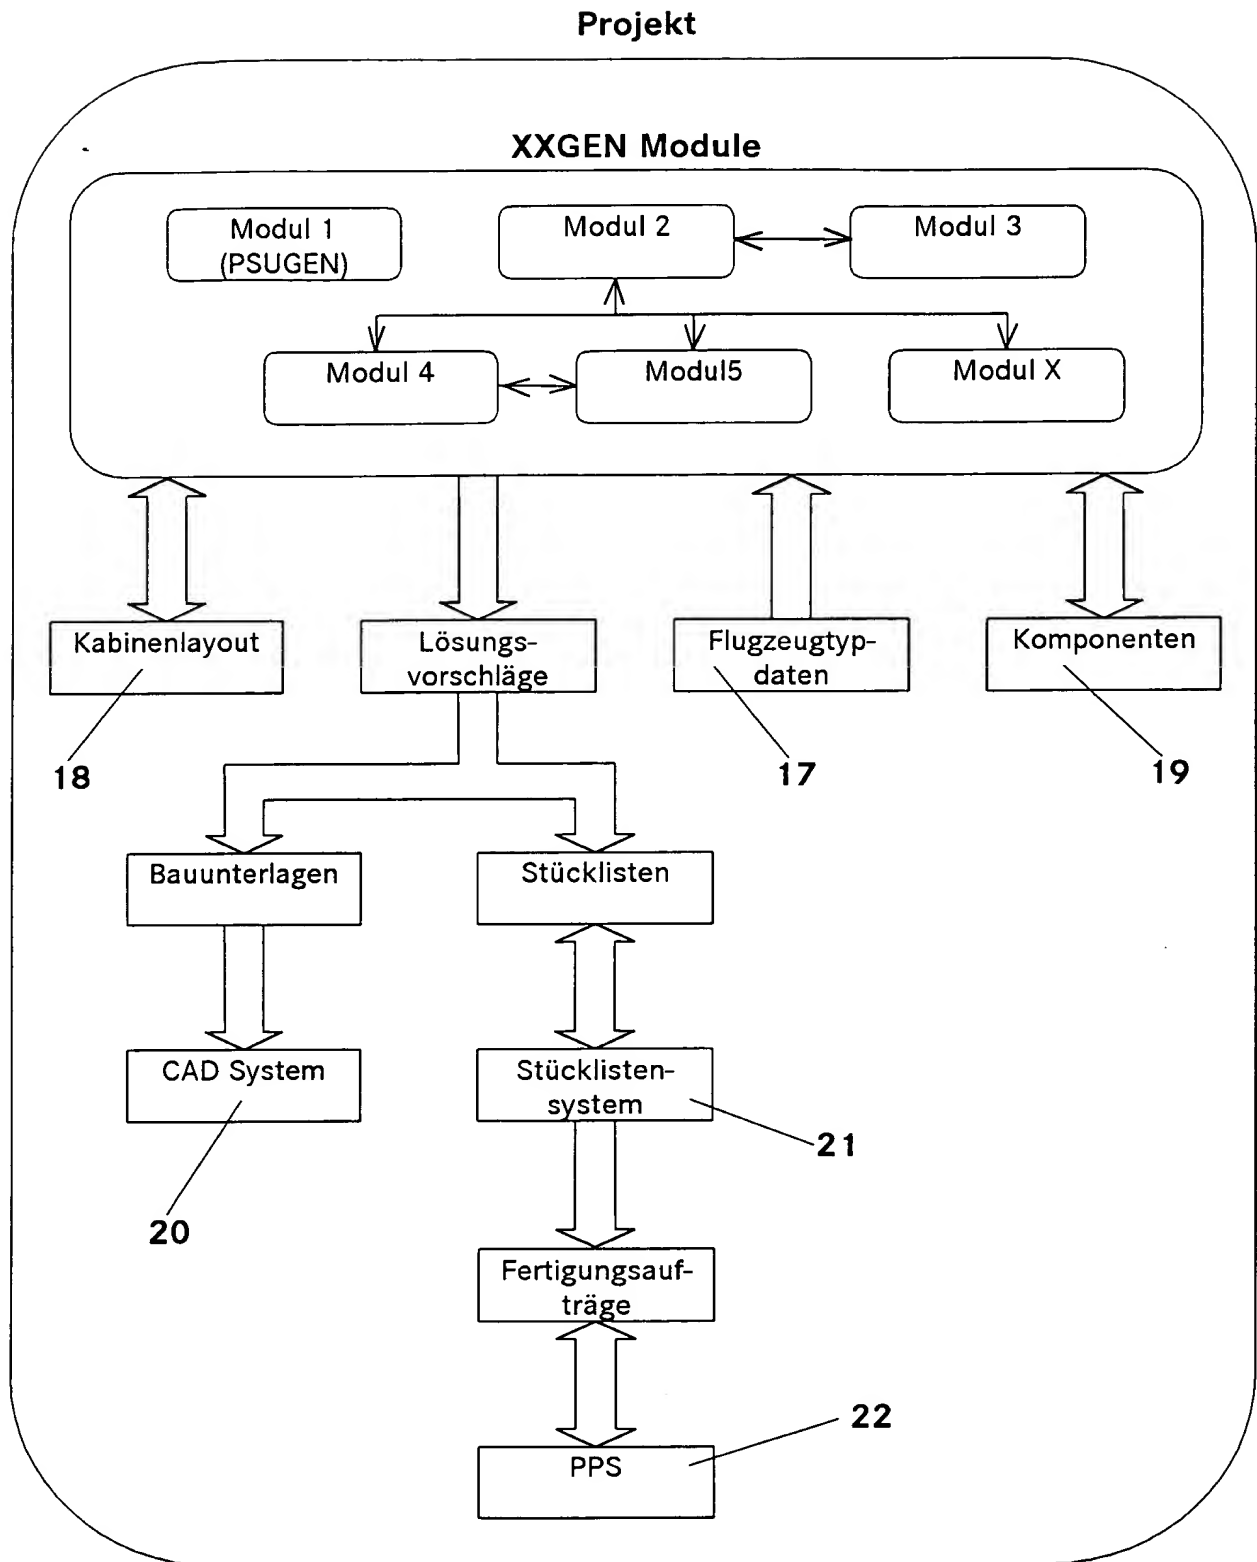 Projekt
XXGEN Module
Modul 1
(PSUGEN)
Modul 2
Modul 3
Modul 4
Modul5
Modul X
Kabinenlayout
Lösungs-
vorschläge
Flugzeugtyp-
daten
Komponenten
18
17
19
Bauunterlagen
Stücklisten
CAD System
Stücklisten-
system
21
20
Fertigungsauf-
träge
22
PPS